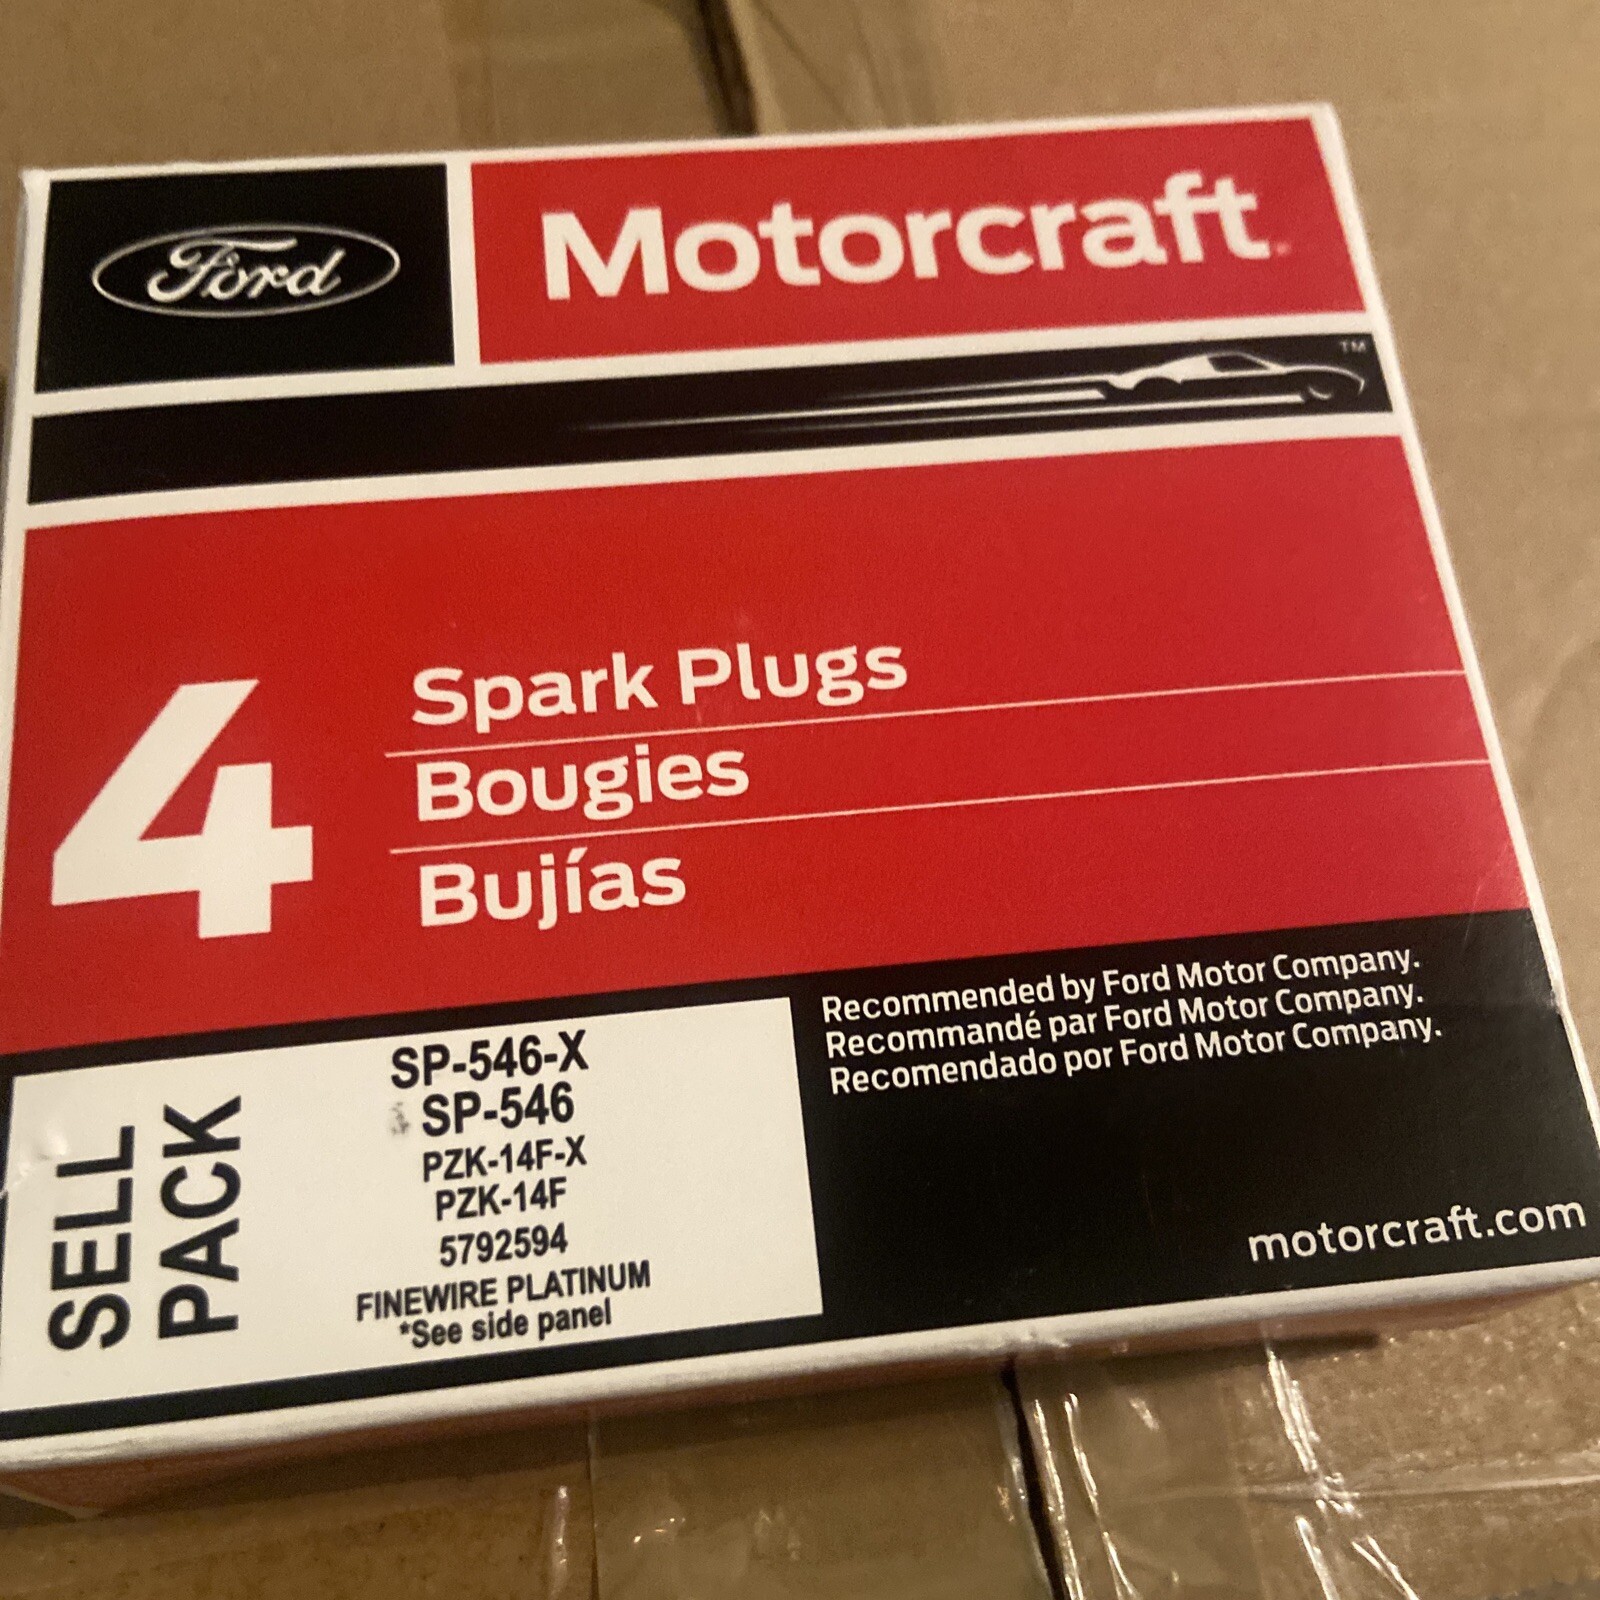 Ford
Motorcraft
TM
4
Spark Plugs
Bougies
Bujías
Recommended by Ford Motor Company.
Recommandé par Ford Motor Company.
Recomendado por Ford Motor Company.
SELL
PACK
SP-546-X
SP-546
PZK-14F-X
PZK-14F
5792594
FINEWIRE PLATINUM
*See side panel
motorcraft.com